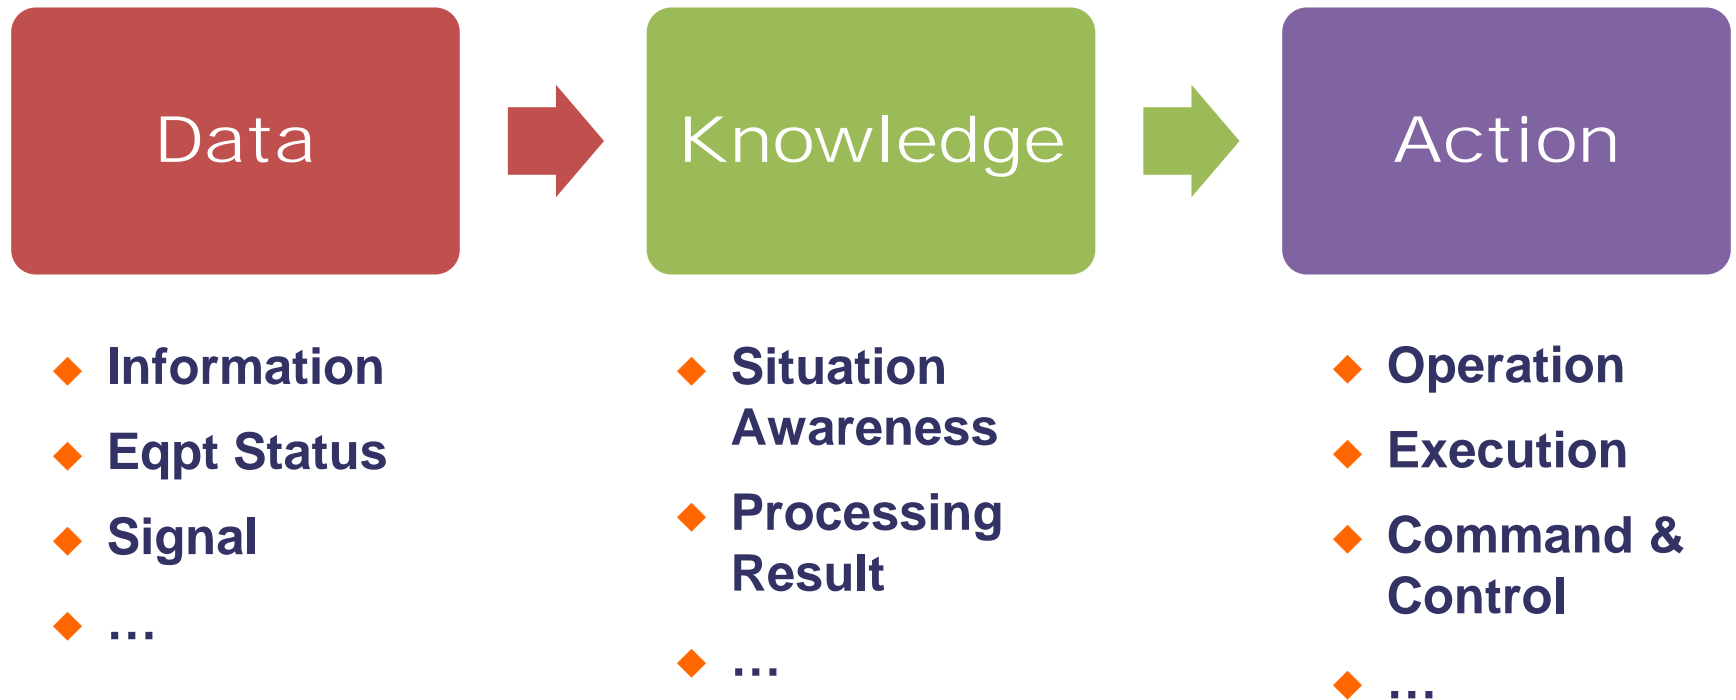 Data
Knowledge
Action
Information
Eqpt Status
Signal
…
Situation
Awareness
Processing
Result
…
Operation
Execution
Command &
Control
…